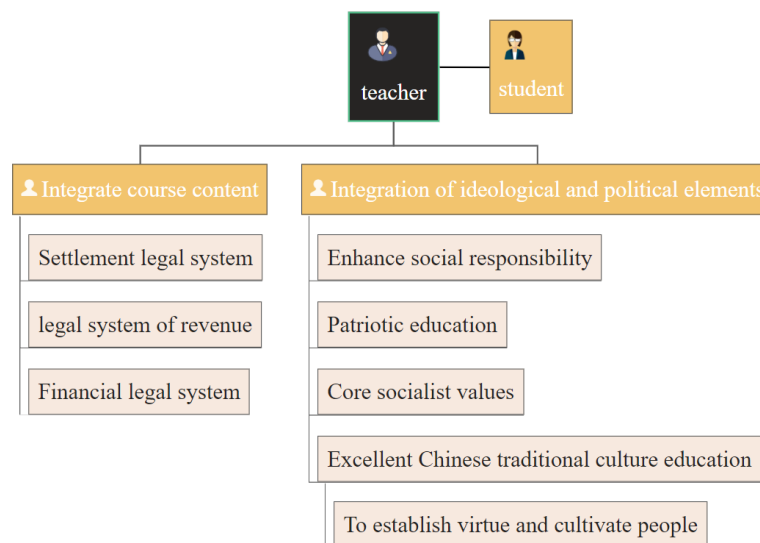 teacher
student
Integrate course content
Integration of ideological and political elements
Settlement legal system
legal system of revenue
Financial legal system
Enhance social responsibility
Patriotic education
Core socialist values
Excellent Chinese traditional culture education
To establish virtue and cultivate people